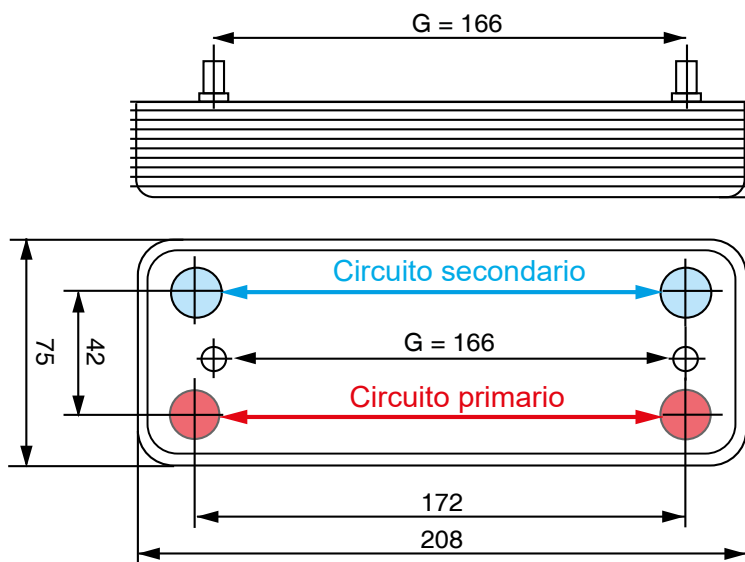 G = 166
Circuito secondario
G = 166
75
42
Circuito primario
172
208